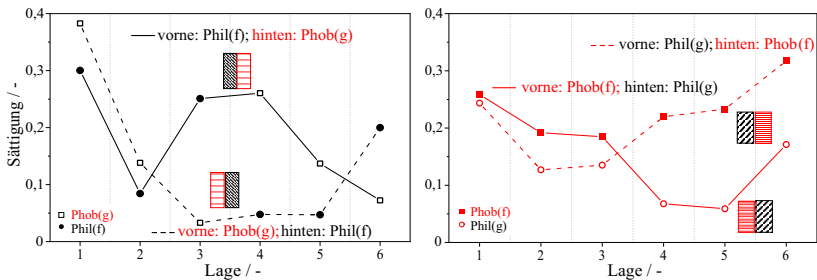 0,4
vorne: Phil(f); hinten: Phob(g)
0,3
0,2
0,1
0
Sättigung / -
Phob(g)
Phil(f)
vorne: Phob(g); hinten: Phil(f)
1 2 3 4 5 6
Lage / -
0,4
vorne: Phil(g); hinten: Phob(f)
0,3
vorne: Phob(f); hinten: Phil(g)
0,2
0,1
0
Phob(f)
Phil(g)
1 2 3 4 5 6
Lage / -